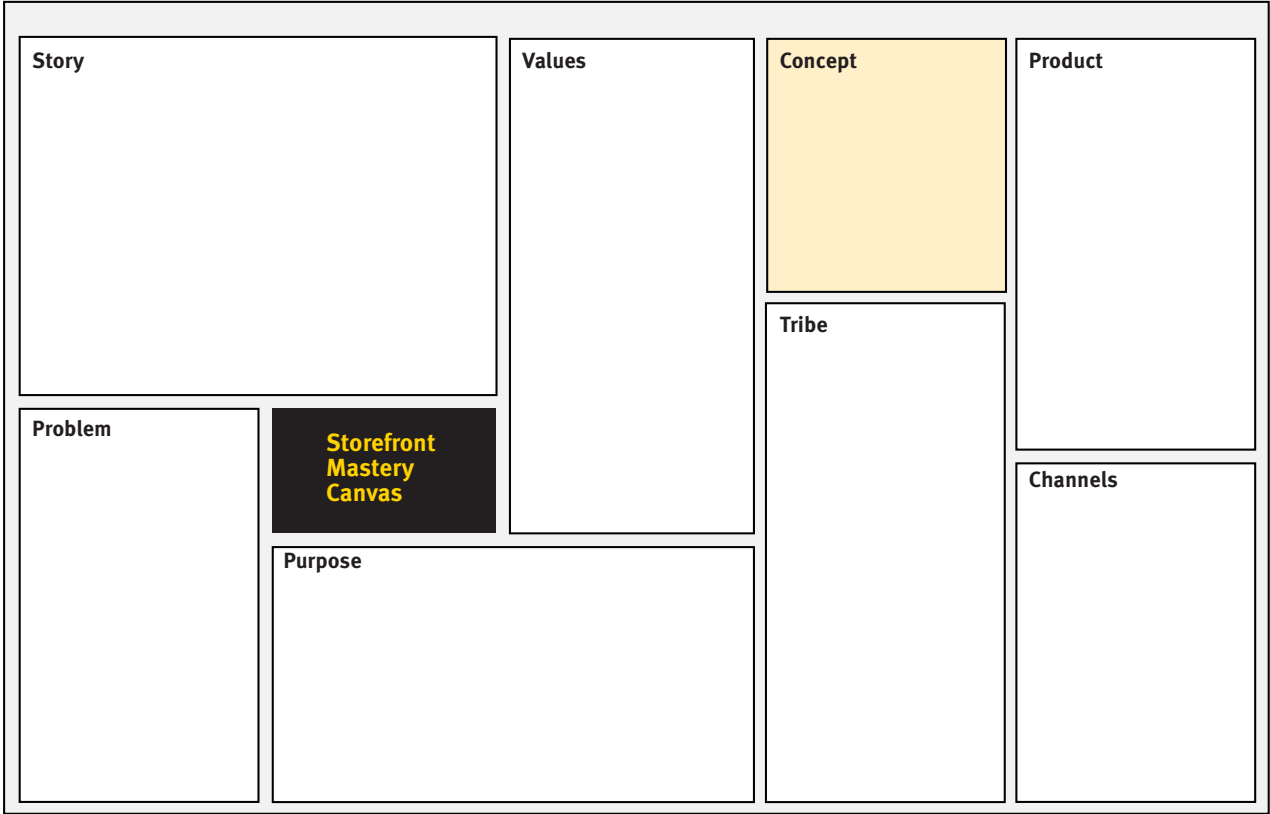 Story
Values
Concept
Product
Tribe
Problem
Storefront
Mastery
Canvas
Channels
Purpose